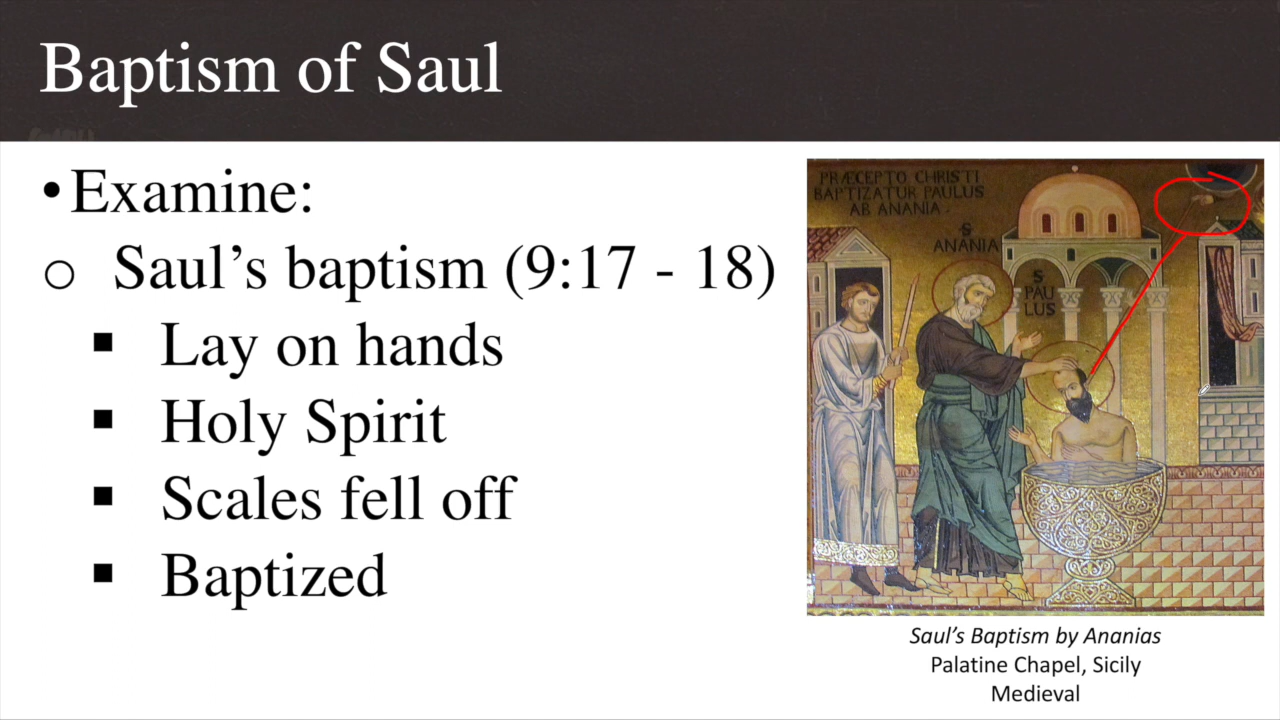 Baptism of Saul
• Examine:
o Saul’s baptism (9:17 - 18)
▪ Lay on hands
▪ Holy Spirit
▪ Scales fell off
▪ Baptized
PRÆCEPTO CHRISTI
BAPTIZATUR PAULUS
AB ANANIA ·
S
ANANIA
S
PAU
LUS
Saul’s Baptism by Ananias
Palatine Chapel, Sicily
Medieval